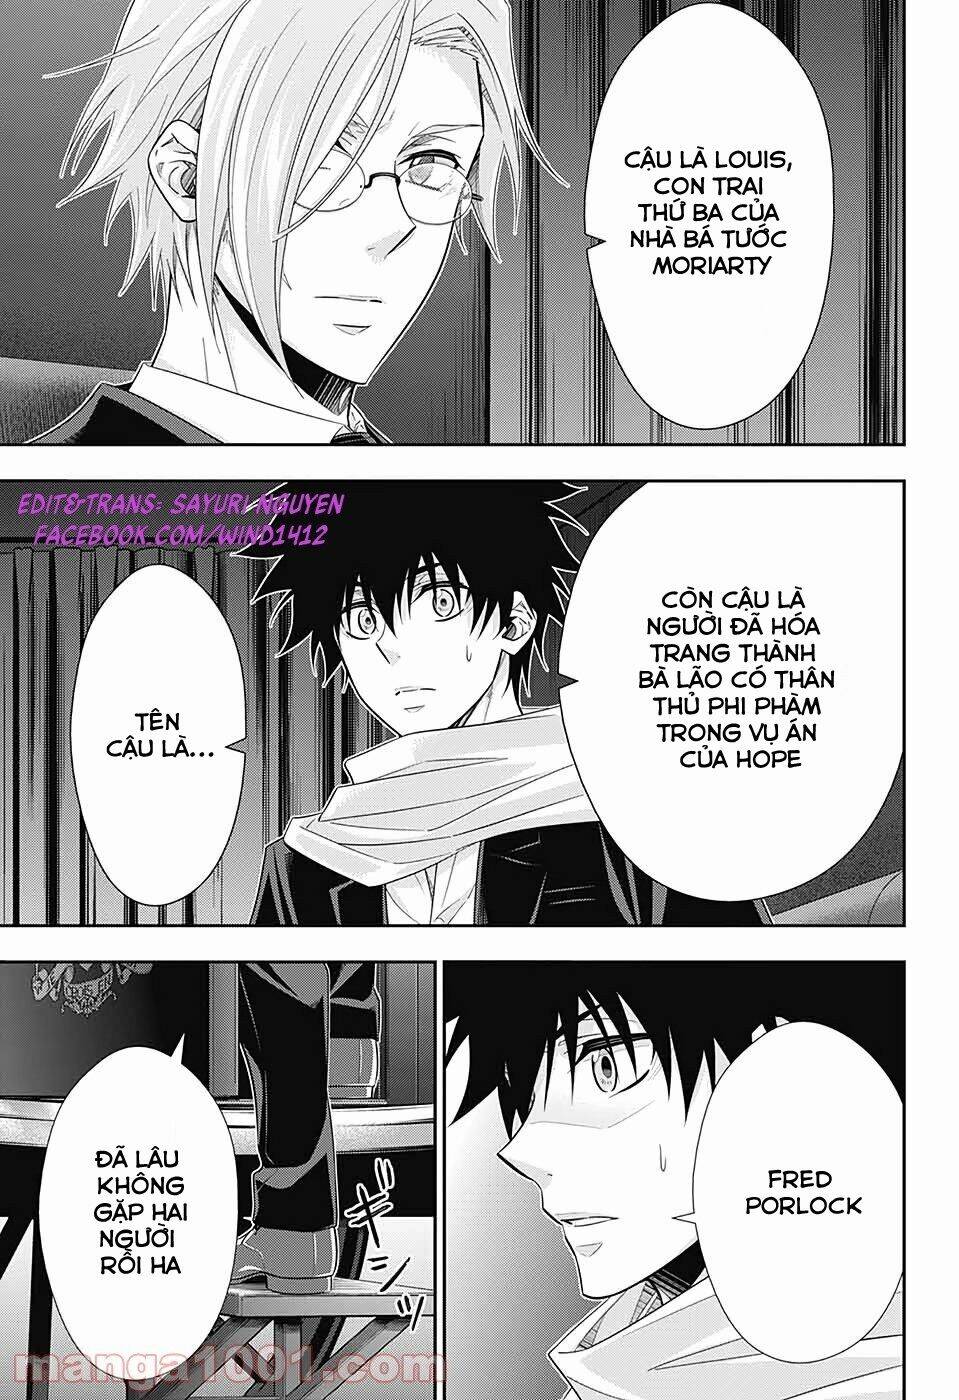 CẬU LÀ LOUIS,
CON TRAI
THỨ BA CỦA
NHÀ BÁ TƯỚC
MORIARTY
EDIT&TRANS: SAYURI NGUYEN
FACEBOOK.COM/WIND1412
CÒN CẬU LÀ
NGƯỜI ĐÃ HÓA
TRANG THÀNH
BÀ LÃO CÓ THÂN
THỦ PHI PHÀM
TRONG VỤ ÁN
CỦA HOPE
TÊN
CẬU LÀ...
FRED
PORLOCK
ĐÃ LÂU
KHÔNG
GẶP HAI
NGƯỜI
RỒI HA
ギッ
manga1001.com